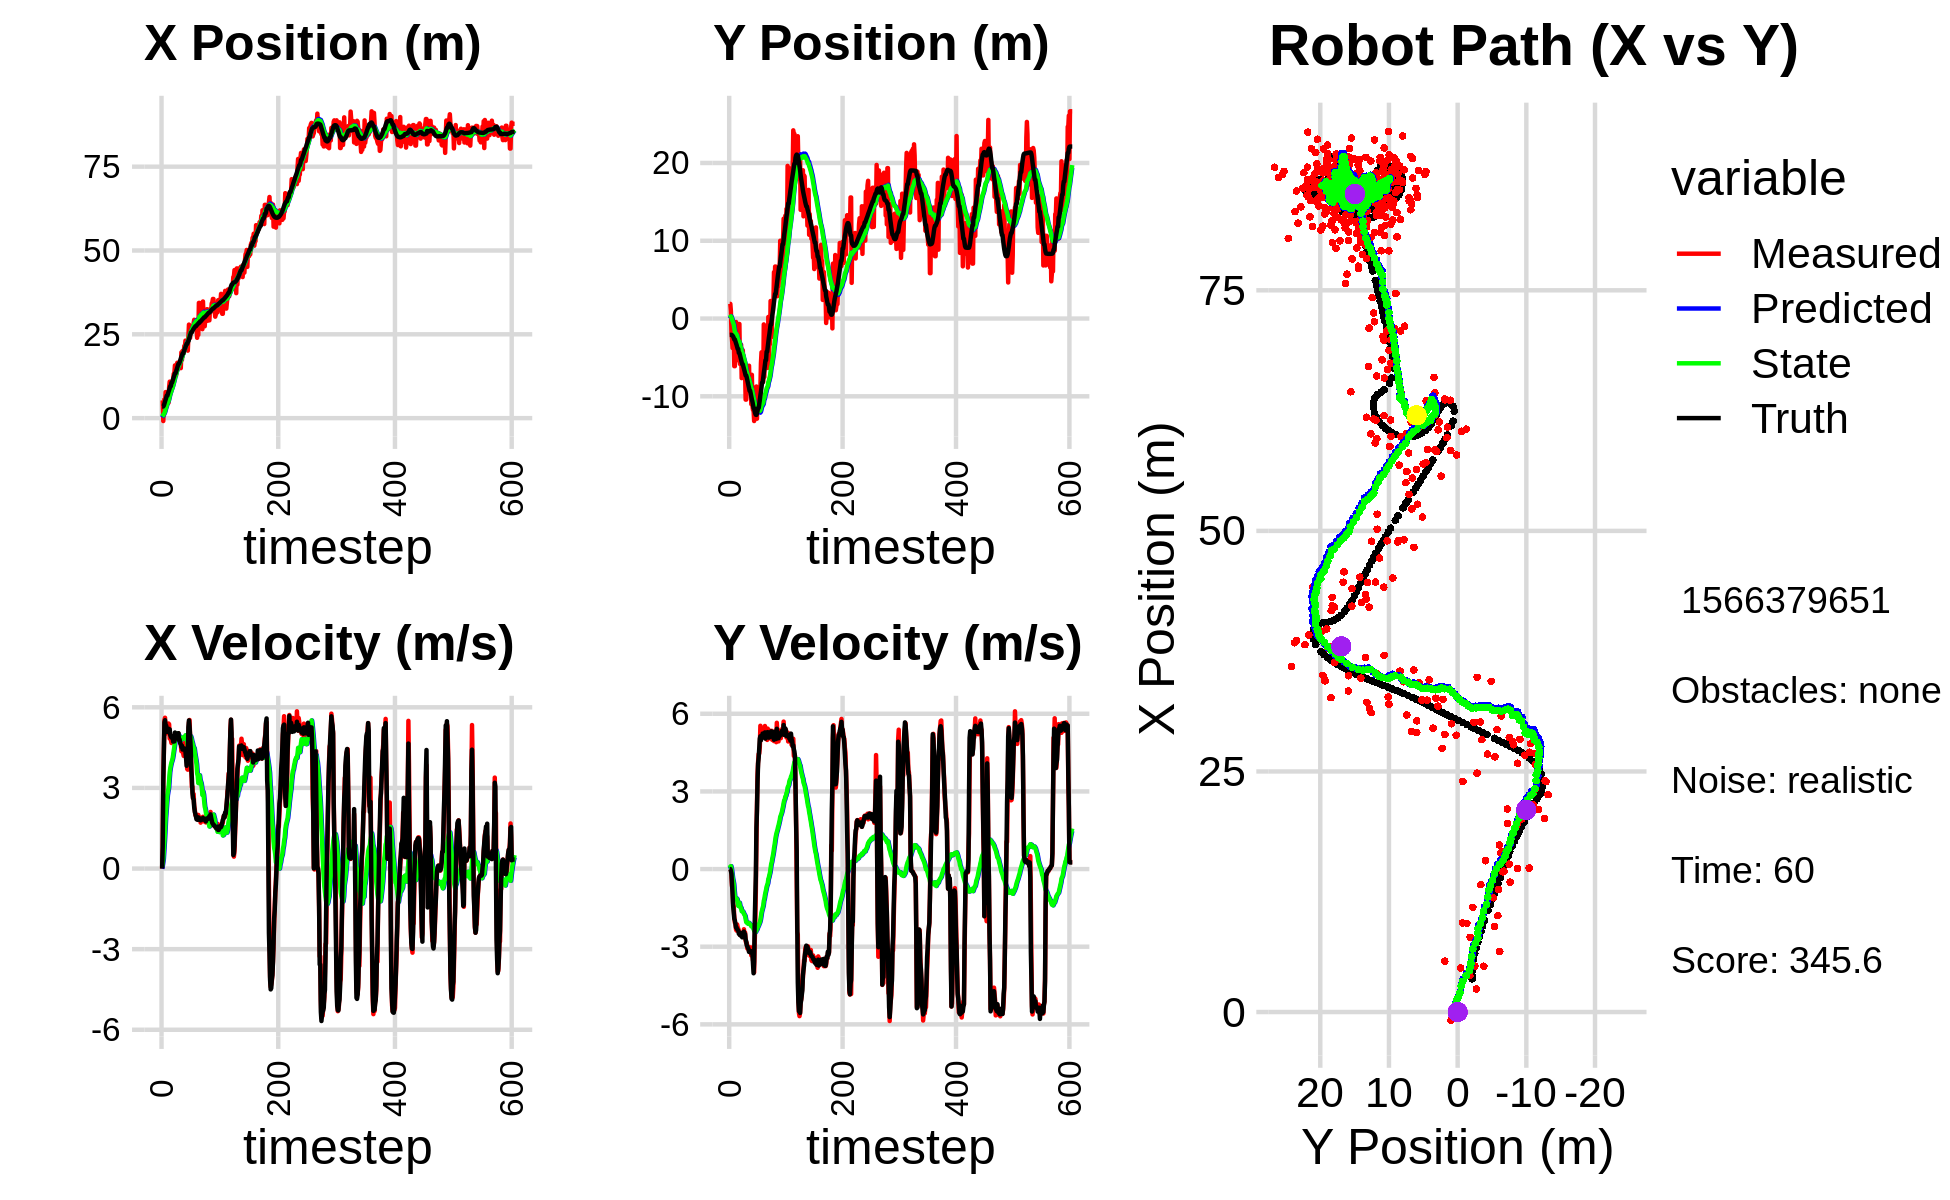 X Position (m)
75
50
25
0
0
200
400
600
timestep
Y Position (m)
20
10
0
-10
0
200
400
600
timestep
X Velocity (m/s)
6
3
0
-3
-6
0
200
400
600
timestep
Y Velocity (m/s)
6
3
0
-3
-6
0
200
400
600
timestep
Robot Path (X vs Y)
X Position (m)
75
50
25
0
20 10 0 -10 -20
Y Position (m)
variable
Measured
Predicted
State
Truth
1566379651
Obstacles: none
Noise: realistic
Time: 60
Score: 345.6